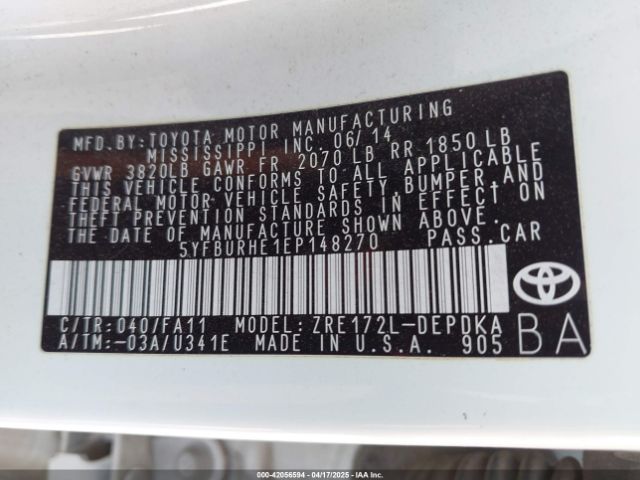 MFD.BY:TOYOTA MOTOR MANUFACTURING
MISSISSIPPI INC. 06/14
GVWR 3820LB GAWR FR 2070 LB RR 1850 LB
THIS VEHICLE CONFORMS TO ALL APPLICABLE
FEDERAL MOTOR VEHICLE SAFETY, BUMPER, AND
THEFT PREVENTION STANDARDS IN EFFECT ON
THE DATE OF MANUFACTURE SHOWN ABOVE.
5YFBURHE1EP148270 PASS.CAR
C/TR:040/FA11 MODEL: ZRE172L-DEPDKA
A/TM:-03A/U341E MADE IN U.S.A. 905
BA
000-42056594 - 04/17/2025 - IAAI.CA